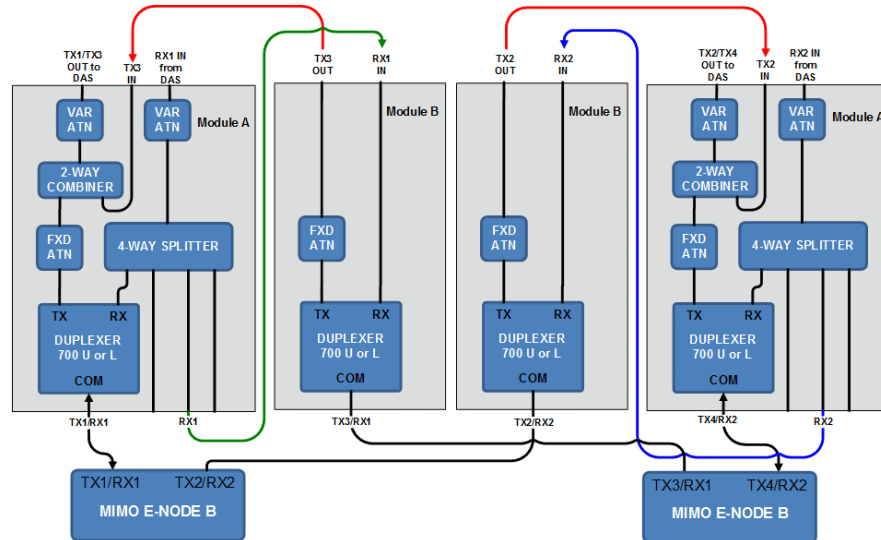 TX1/TX3
OUT to
DAS
TX3
IN
RX1 IN
from
DAS
VAR
ATN
VAR
ATN
Module A
2-WAY
COMBINER
FXD
ATN
4-WAY SPLITTER
TX
RX
DUPLEXER
700 U or L
COM
TX1/RX1
RX1
TX3
OUT
RX1
IN
Module B
FXD
ATN
TX
RX
DUPLEXER
700 U or L
COM
TX3/RX1
TX2
OUT
RX2
IN
Module B
FXD
ATN
TX
RX
DUPLEXER
700 U or L
COM
TX2/RX2
TX2/TX4
OUT to
DAS
TX2
IN
RX2 IN
from
DAS
VAR
ATN
VAR
ATN
Module A
2-WAY
COMBINER
FXD
ATN
4-WAY SPLITTER
TX
RX
DUPLEXER
700 U or L
COM
TX4/RX2
RX2
TX1/RX1
TX2/RX2
MIMO E-NODE B
TX3/RX1
TX4/RX2
MIMO E-NODE B